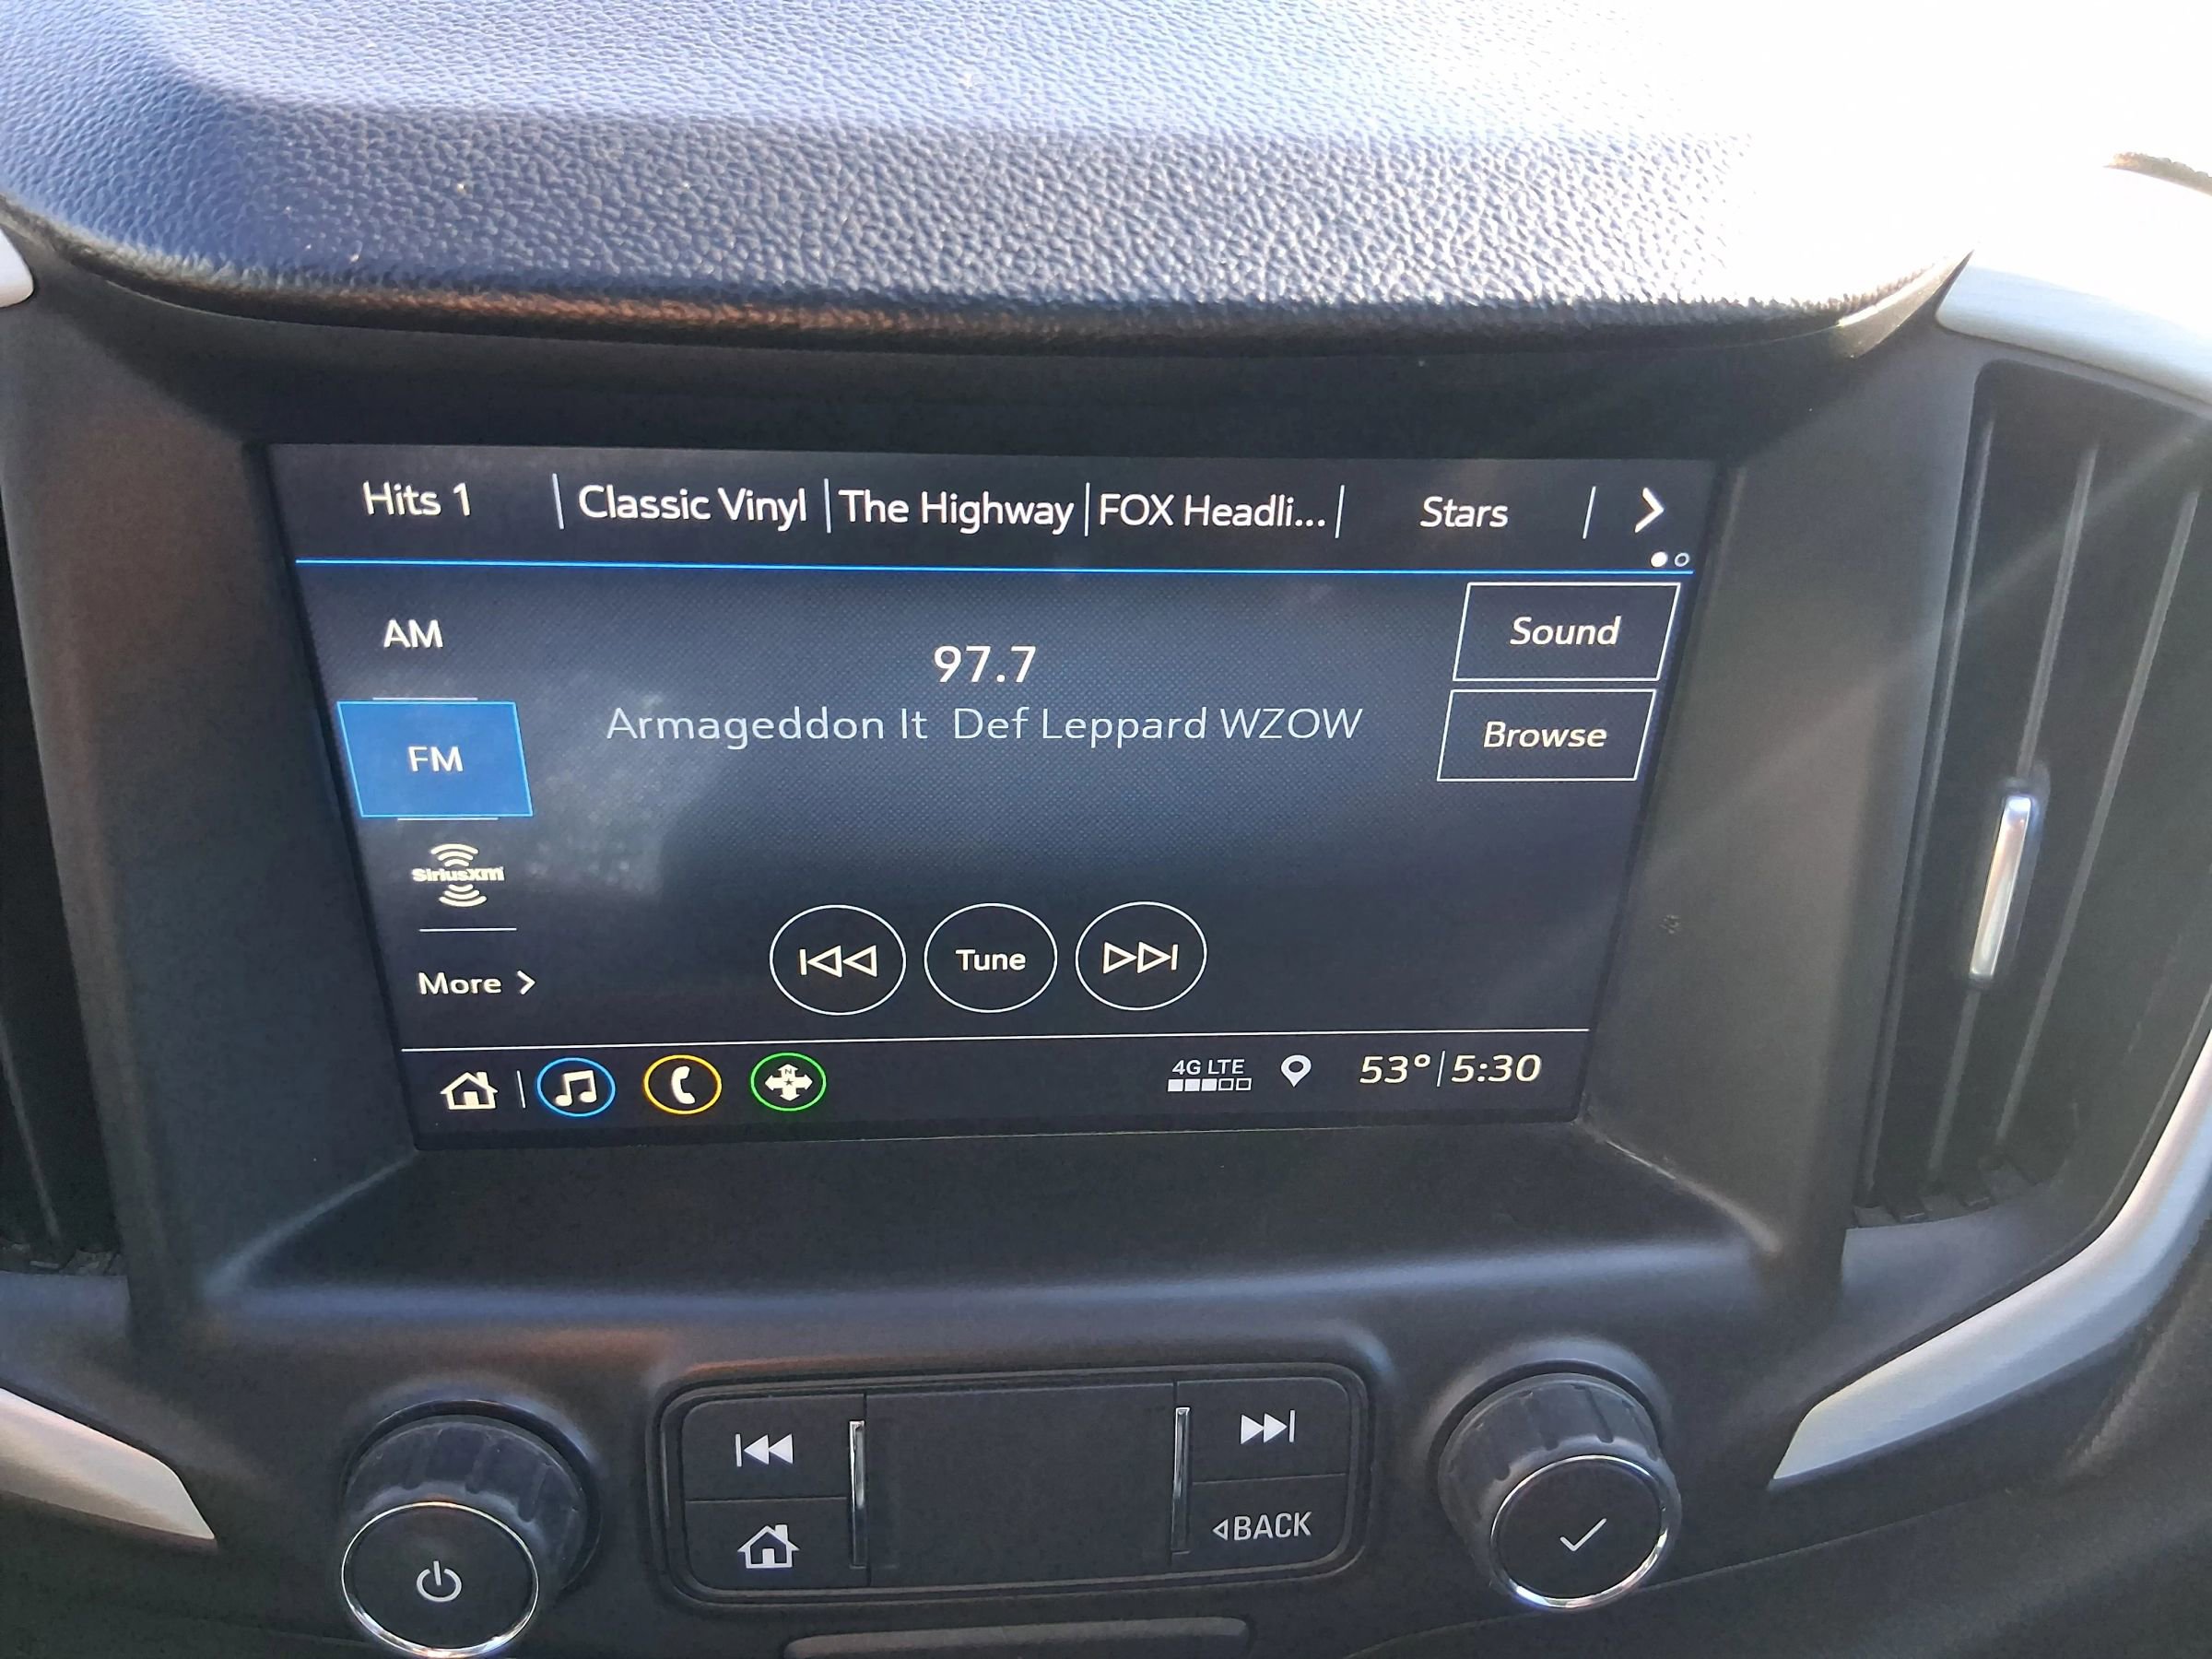 Hits 1 Classic Vinyl The Highway FOX Headli... Stars
AM
97.7
Sound
Armageddon It Def Leppard WZOW
Browse
FM
SiriusXM
Tune
More
4G LTE
53° 5:30
BACK